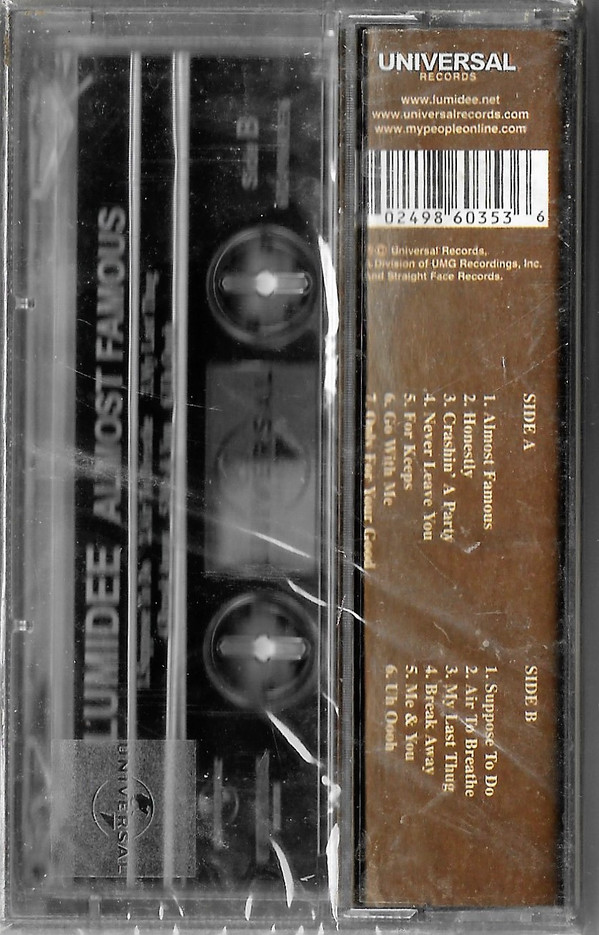 UNIVERSAL
RECORDS
www.lumidee.net
www.universalrecords.com
www.mypeopleonline.com
02498 60353 6
Universal Records,
Division of UMG Recordings, Inc.
And Straight Face Records.
SIDE A
1. Almost Famous
2. Honestly
3. Crashin' A Party
4. Never Leave You
5. For Keeps
6. Go With Me
7. Only For Your Good
SIDE B
1. Suppose To Do
2. Air To Breathe
3. My Last Thug
4. Break Away
5. Me & You
6. Uh Oooh
LUMIDEE ALMOST FAMOUS
Side B
UNIVERSAL
UNIVERSAL